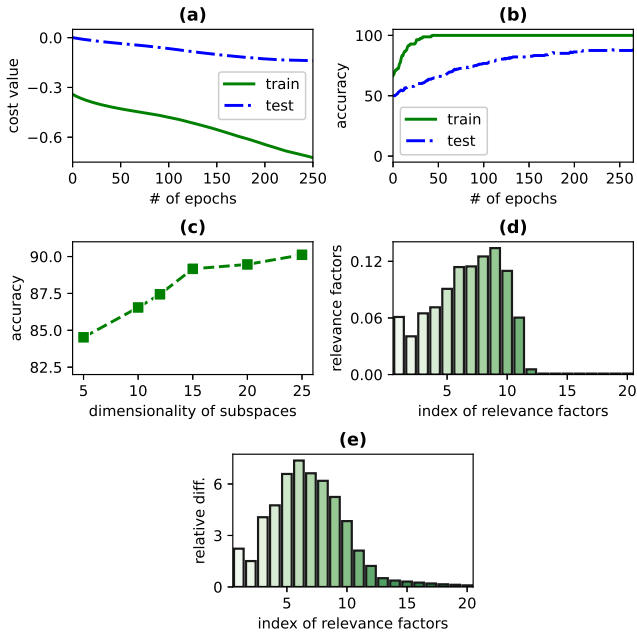 (a)
0.0
−0.3
−0.6
cost value
train
test
0 50 100 150 200 250
# of epochs
(b)
100
50
0
accuracy
train
test
0 50 100 150 200 250
# of epochs
(c)
90.0
87.5
85.0
82.5
accuracy
5 10 15 20 25
dimensionality of subspaces
(d)
0.12
0.06
0.00
relevance factors
5 10 15 20
index of relevance factors
(e)
6
3
0
relative diff.
5 10 15 20
index of relevance factors